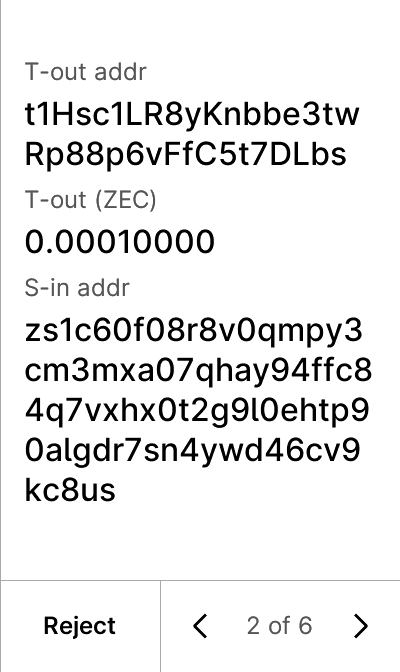 T-out addr
t1Hsc1LR8yKnbbe3tw
Rp88p6vFfC5t7DLbs
T-out (ZEC)
0.00010000
S-in addr
zs1c60f08r8v0qmpy3
cm3mxa07qhay94ffc8
4q7vxhx0t2g9l0ehtp9
0algdr7sn4ywd46cv9
kc8us
Reject
2 of 6